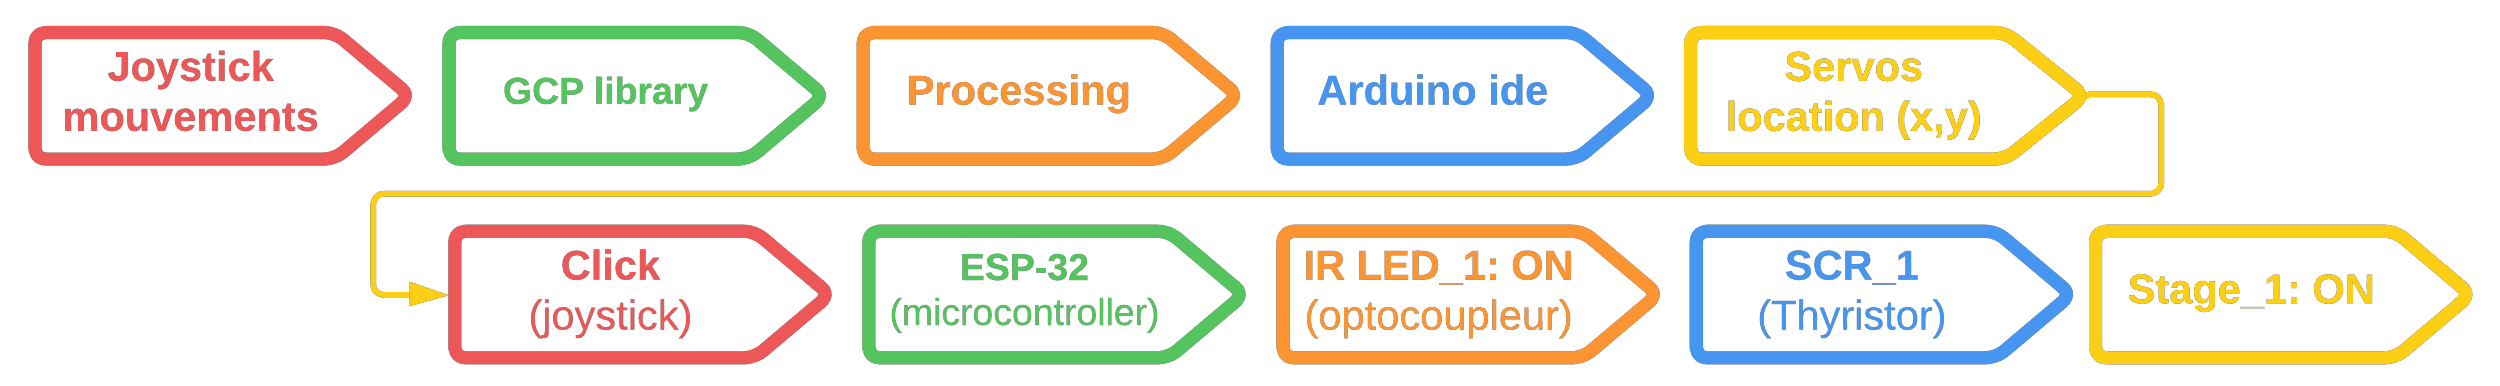 Joystick
mouvements
GCP library
Processing
Arduino ide
Servos
location (x,y)
Click
(joystick)
ESP-32
(microcontroller)
IR LED_1: ON
(optocoupleur)
SCR_1
(Thyristor)
Stage_1: ON